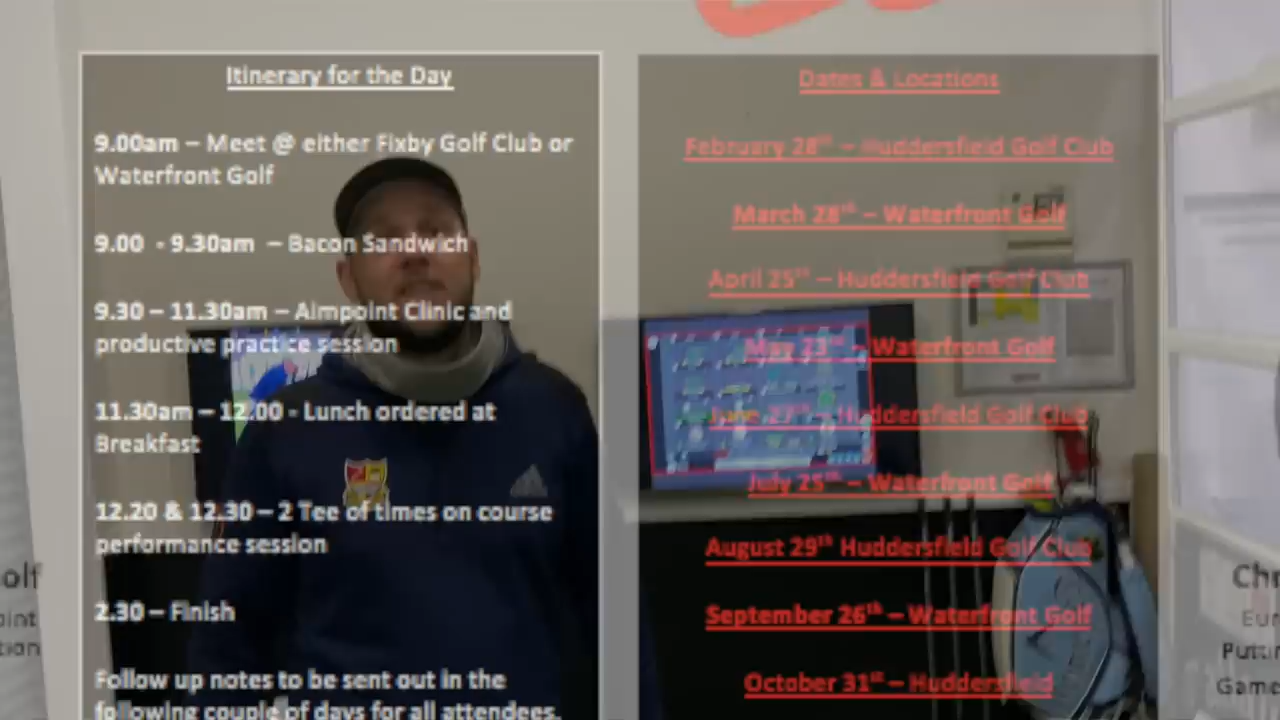 Itinerary for the Day
9.00am – Meet @ either Fixby Golf Club or
Waterfront Golf
9.00 - 9.30am – Bacon Sandwich
9.30 – 11.30am – Aimpoint Clinic and
productive practice session
11.30am – 12.00 - Lunch ordered at
Breakfast
12.20 & 12.30 – 2 Tee of times on course
performance session
2.30 – Finish
Follow up notes to be sent out in the
following couple of days for all attendees.
Dates & Locations
February 28th – Huddersfield Golf Club
March 28th – Waterfront Golf
April 25th – Huddersfield Golf Club
May 23rd – Waterfront Golf
June 27th – Huddersfield Golf Club
July 25th – Waterfront Golf
August 29th Huddersfield Golf Club
September 26th – Waterfront Golf
October 31st – Huddersfield